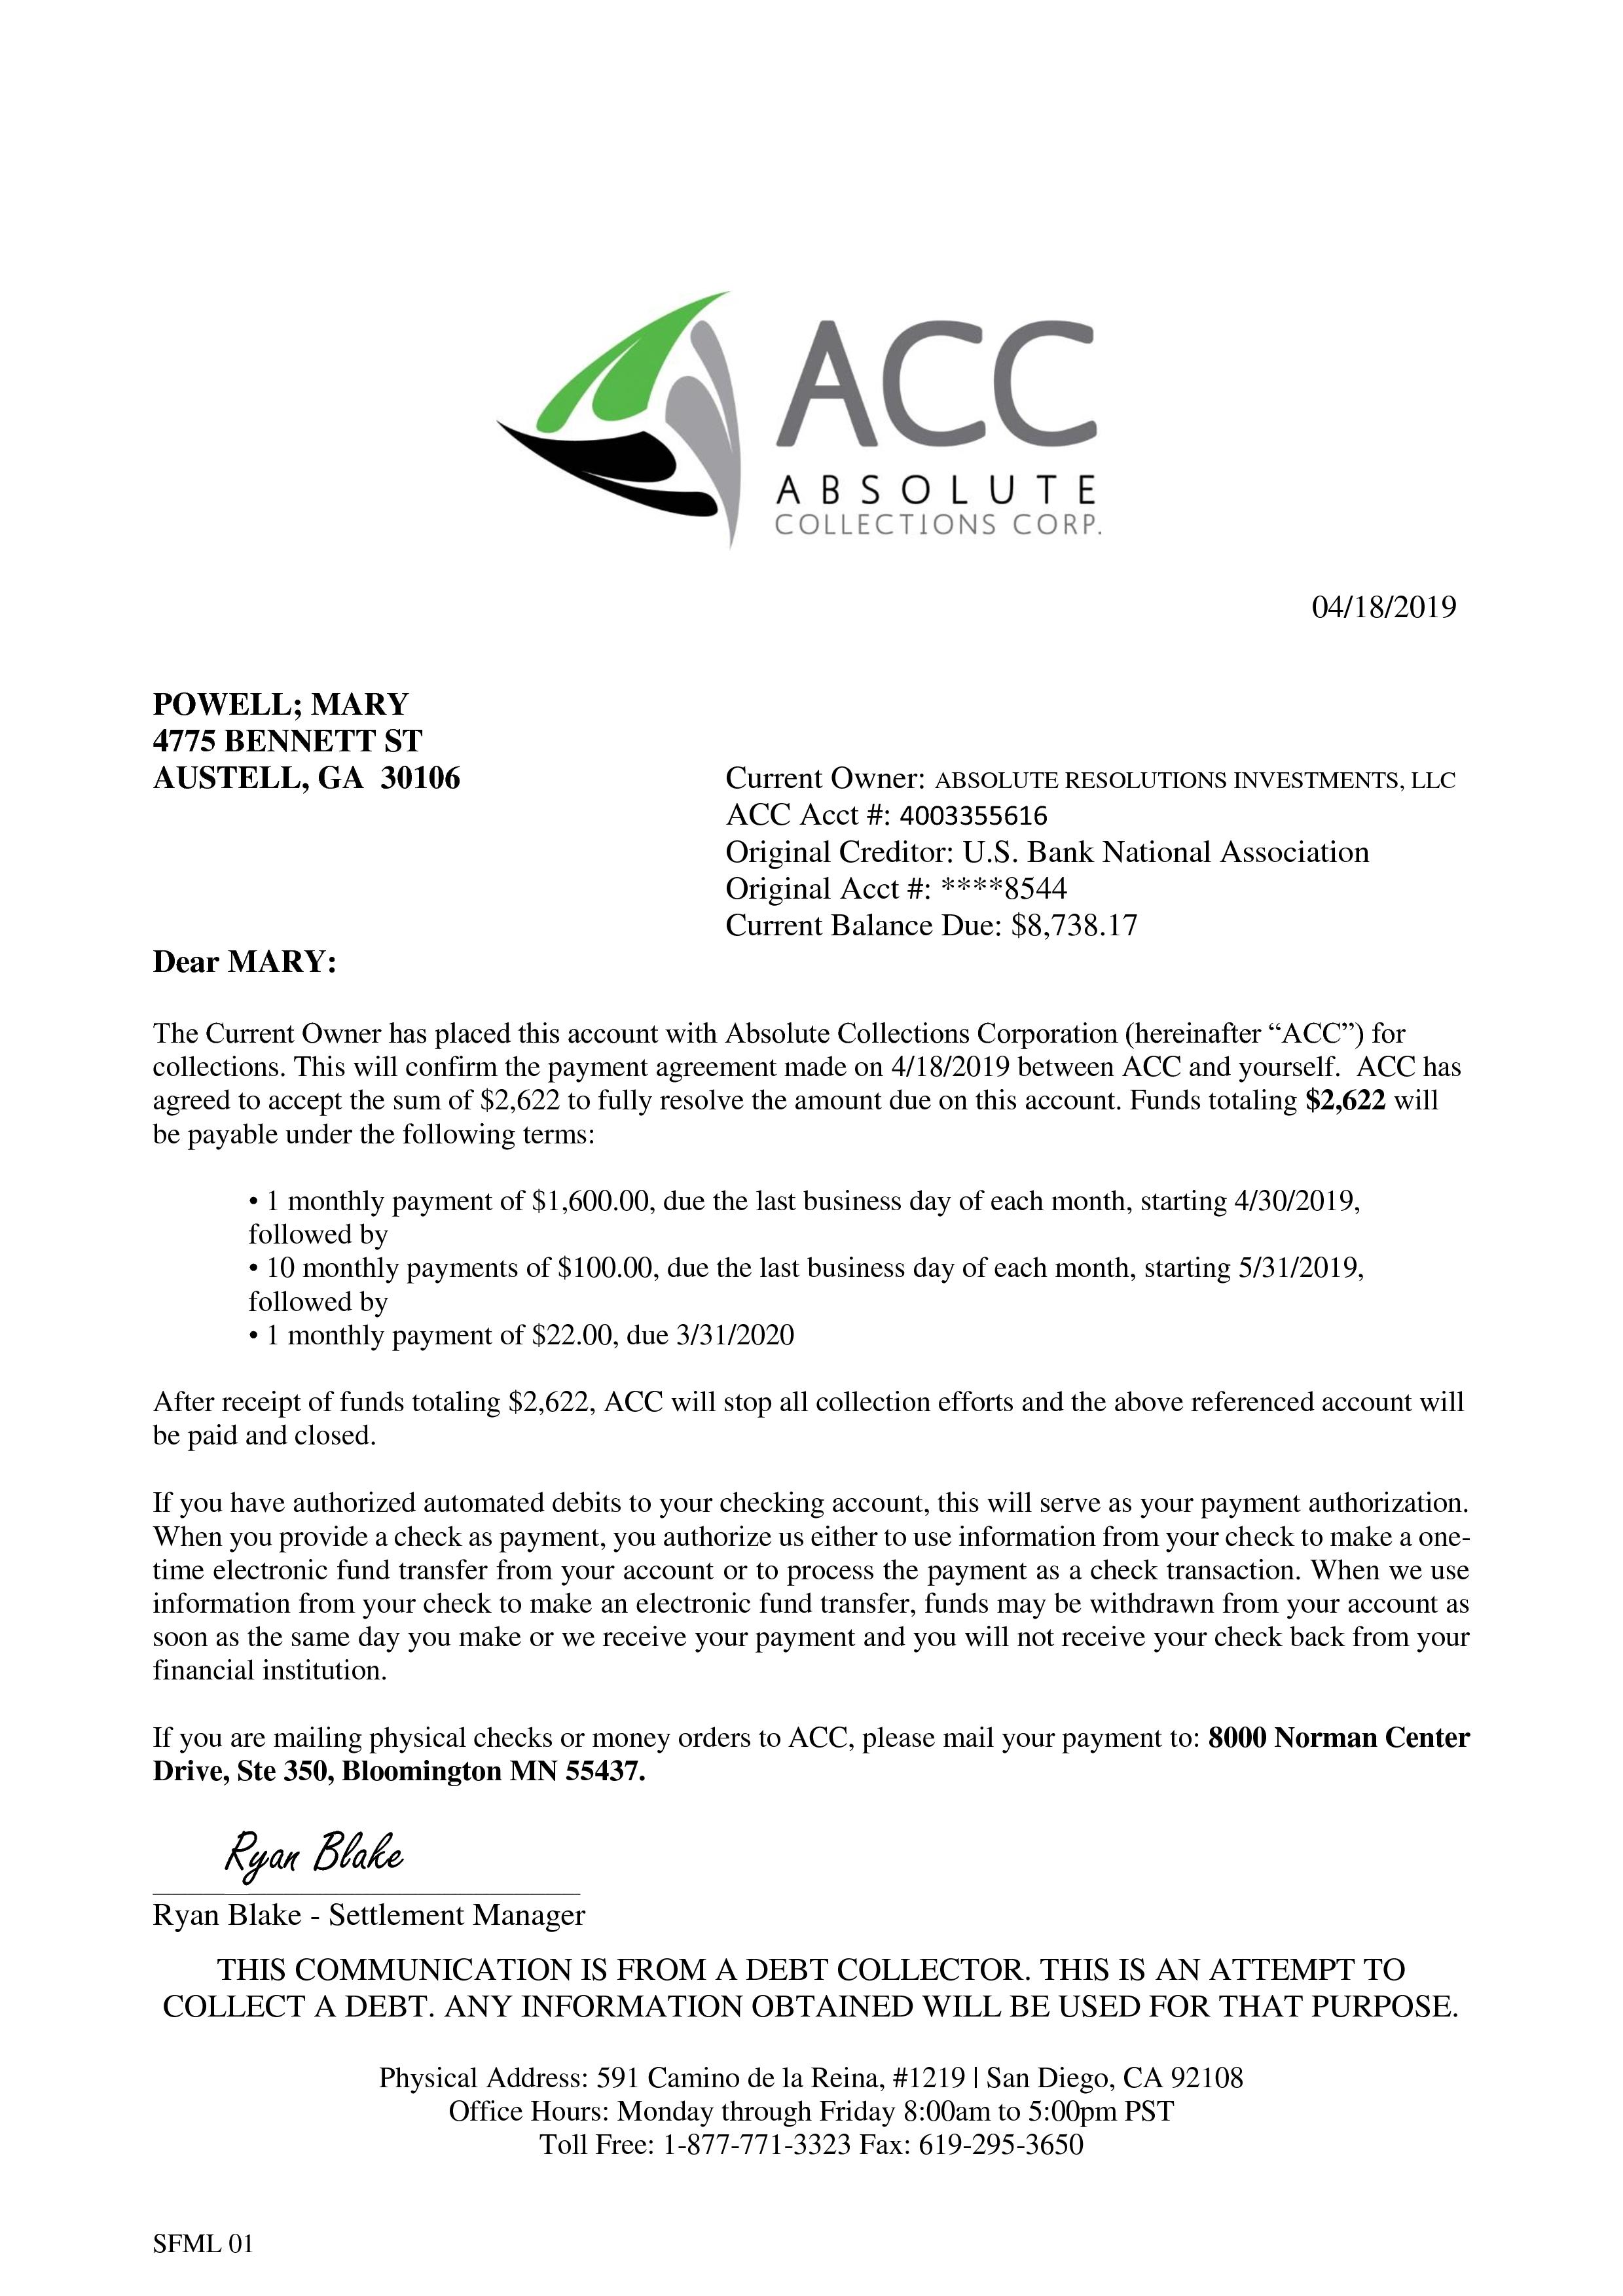 ACC
ABSOLUTE
COLLECTIONS CORP.
04/18/2019
POWELL; MARY
4775 BENNETT ST
AUSTELL, GA 30106
Current Owner: ABSOLUTE RESOLUTIONS INVESTMENTS, LLC
ACC Acct #: 4003355616
Original Creditor: U.S. Bank National Association
Original Acct #: ****8544
Current Balance Due: $8,738.17
Dear MARY:
The Current Owner has placed this account with Absolute Collections Corporation (hereinafter “ACC”) for
collections. This will confirm the payment agreement made on 4/18/2019 between ACC and yourself. ACC has
agreed to accept the sum of $2,622 to fully resolve the amount due on this account. Funds totaling $2,622 will
be payable under the following terms:
• 1 monthly payment of $1,600.00, due the last business day of each month, starting 4/30/2019,
followed by
• 10 monthly payments of $100.00, due the last business day of each month, starting 5/31/2019,
followed by
• 1 monthly payment of $22.00, due 3/31/2020
After receipt of funds totaling $2,622, ACC will stop all collection efforts and the above referenced account will
be paid and closed.
If you have authorized automated debits to your checking account, this will serve as your payment authorization.
When you provide a check as payment, you authorize us either to use information from your check to make a one-
time electronic fund transfer from your account or to process the payment as a check transaction. When we use
information from your check to make an electronic fund transfer, funds may be withdrawn from your account as
soon as the same day you make or we receive your payment and you will not receive your check back from your
financial institution.
If you are mailing physical checks or money orders to ACC, please mail your payment to: 8000 Norman Center
Drive, Ste 350, Bloomington MN 55437.
Ryan Blake
Ryan Blake - Settlement Manager
THIS COMMUNICATION IS FROM A DEBT COLLECTOR. THIS IS AN ATTEMPT TO
COLLECT A DEBT. ANY INFORMATION OBTAINED WILL BE USED FOR THAT PURPOSE.
Physical Address: 591 Camino de la Reina, #1219 | San Diego, CA 92108
Office Hours: Monday through Friday 8:00am to 5:00pm PST
Toll Free: 1-877-771-3323 Fax: 619-295-3650
SFML 01